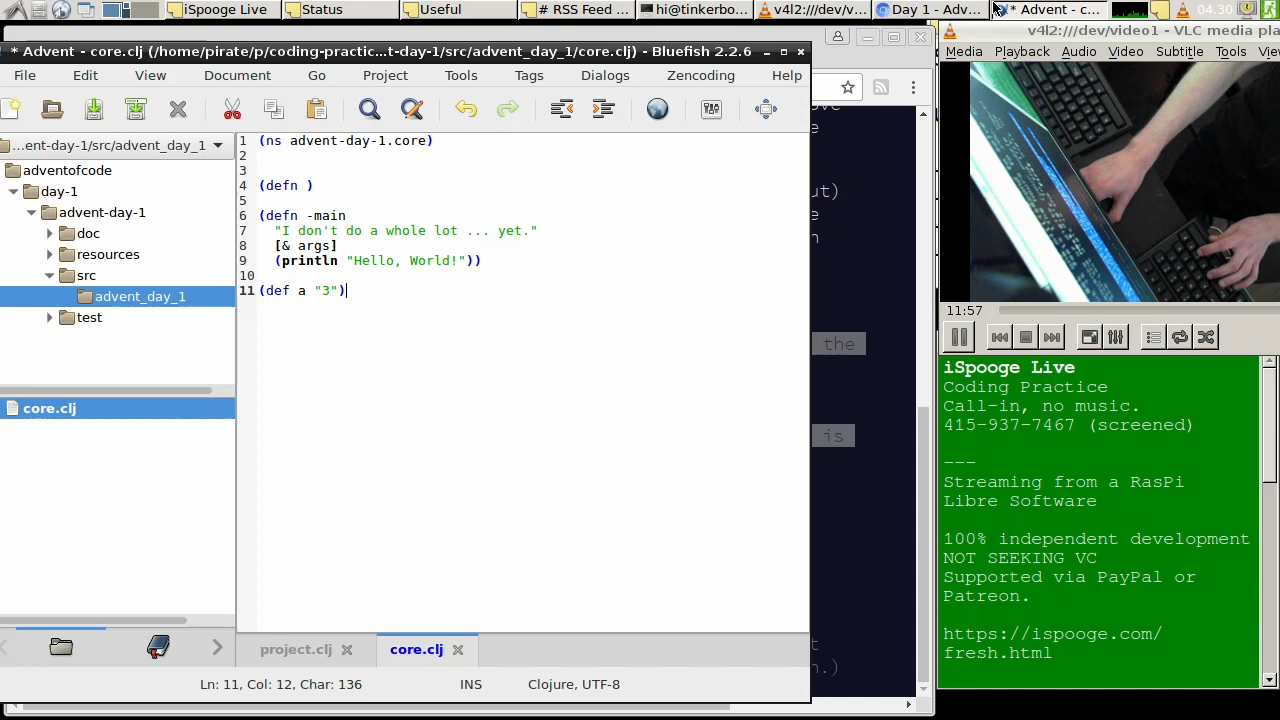 iSpooge Live
Status
Useful
# RSS Feed ...
hi@tinkerbo...
v4l2:///dev/v...
Day 1 - Adv...
* Advent - c...
04.30
* Advent - core.clj (/home/pirate/p/coding-practic...t-day-1/src/advent_day_1/core.clj) - Bluefish 2.2.6
File Edit View Document Go Project Tools Tags Dialogs Zencoding Help
...ent-day-1/src/advent_day_1
adventofcode
day-1
advent-day-1
doc
resources
src
advent_day_1
test
core.clj
1 (ns advent-day-1.core)
2
3
4 (defn )
5
6 (defn -main
7 "I don't do a whole lot ... yet."
8 [& args]
9 (println "Hello, World!"))
10
11 (def a "3")
project.clj
core.clj
Ln: 11, Col: 12, Char: 136
INS
Clojure, UTF-8
ut)
e
n
the
is
t
n.)
v4l2:///dev/video1 - VLC media pla
Media Playback Audio Video Subtitle Tools Vie
11:57
iSpooge Live
Coding Practice
Call-in, no music.
415-937-7467 (screened)
---
Streaming from a RasPi
Libre Software
100% independent development
NOT SEEKING VC
Supported via PayPal or
Patreon.
https://ispooge.com/
fresh.html